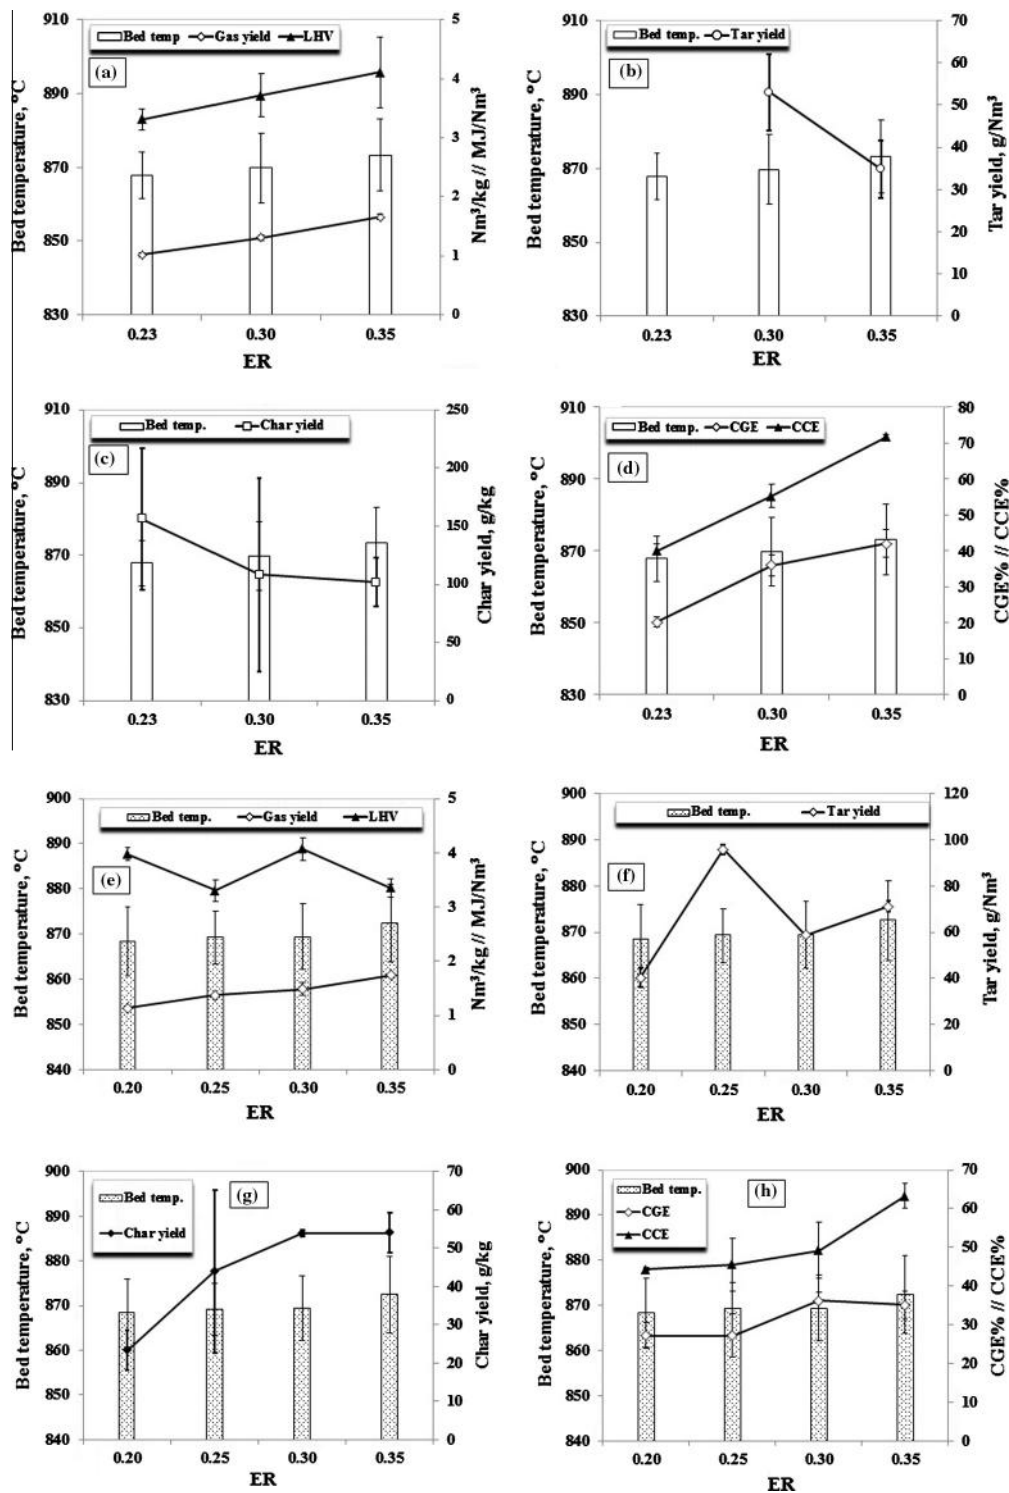 Bed temp Gas yield LHV
(a)
Bed temperature, °C
910
890
870
850
830
5
4
3
2
1
0
Nm³/kg // MJ/Nm³
0.23 0.30 0.35
ER
Bed temp. Tar yield
(b)
Bed temperature, °C
910
890
870
850
830
70
60
50
40
30
20
10
0
Tar yield, g/Nm³
0.23 0.30 0.35
ER
Bed temp. Char yield
(c)
Bed temperature, °C
910
890
870
850
830
250
200
150
100
50
0
Char yield, g/kg
0.23 0.30 0.35
ER
Bed temp. CGE CCE
(d)
Bed temperature, °C
910
890
870
850
830
80
70
60
50
40
30
20
10
0
CGE% // CCE%
0.23 0.30 0.35
ER
Bed temp. Gas yield LHV
(e)
Bed temperature, °C
900
890
880
870
860
850
840
5
4
3
2
1
0
Nm³/kg // MJ/Nm³
0.20 0.25 0.30 0.35
ER
Bed temp. Tar yield
(f)
Bed temperature, °C
900
890
880
870
860
850
840
120
100
80
60
40
20
0
Tar yield, g/Nm³
0.20 0.25 0.30 0.35
ER
Bed temp.
Char yield
(g)
Bed temperature, °C
900
890
880
870
860
850
840
70
60
50
40
30
20
10
0
Char yield, g/kg
0.20 0.25 0.30 0.35
ER
Bed temp.
CGE
CCE
(h)
Bed temperature, °C
900
890
880
870
860
850
840
70
60
50
40
30
20
10
0
CGE% // CCE%
0.20 0.25 0.30 0.35
ER